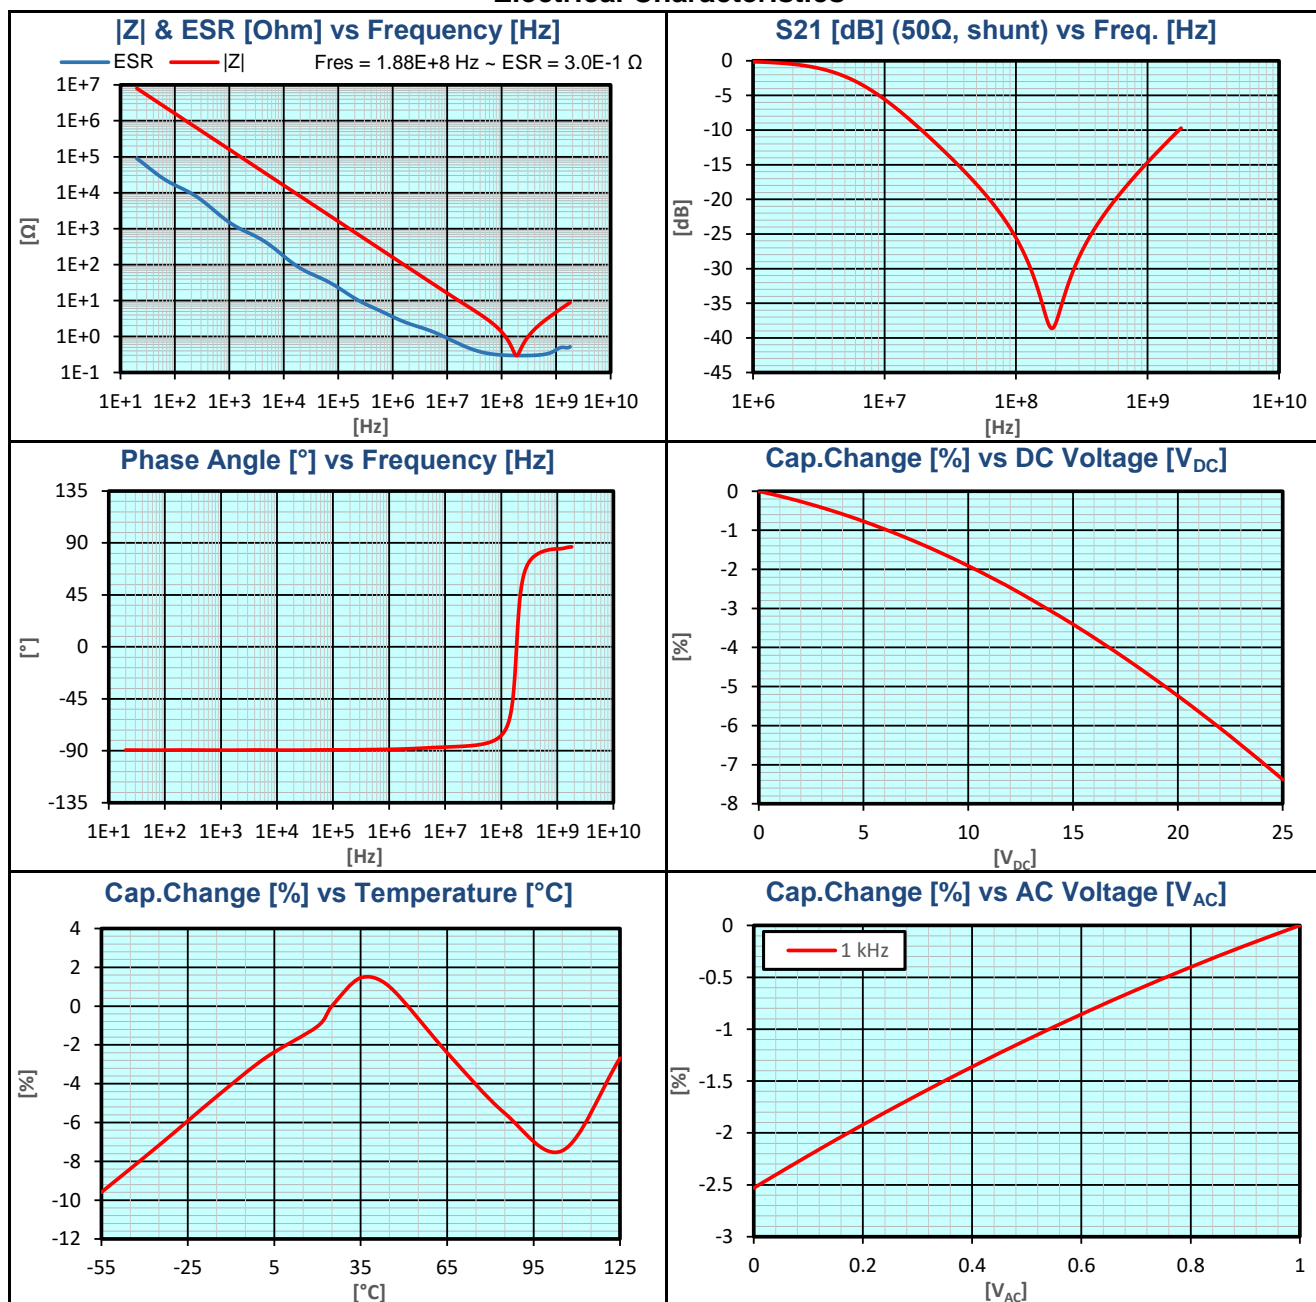 Electrical Characteristics
|Z| & ESR [Ohm] vs Frequency [Hz]
ESR |Z| Fres = 1.88E+8 Hz ~ ESR = 3.0E-1 Ω
1E+7
1E+6
1E+5
1E+4
1E+3
1E+2
1E+1
1E+0
1E-1
[Ω]
1E+1 1E+2 1E+3 1E+4 1E+5 1E+6 1E+7 1E+8 1E+9 1E+10
[Hz]
S21 [dB] (50Ω, shunt) vs Freq. [Hz]
0
-5
-10
-15
-20
-25
-30
-35
-40
-45
[dB]
1E+6 1E+7 1E+8 1E+9 1E+10
[Hz]
Phase Angle [°] vs Frequency [Hz]
135
90
45
0
-45
-90
-135
[°]
1E+1 1E+2 1E+3 1E+4 1E+5 1E+6 1E+7 1E+8 1E+9 1E+10
[Hz]
Cap.Change [%] vs DC Voltage [VDC]
0
-1
-2
-3
-4
-5
-6
-7
-8
[%]
0 5 10 15 20 25
[VDC]
Cap.Change [%] vs Temperature [°C]
4
2
0
-2
-4
-6
-8
-10
-12
[%]
-55 -25 5 35 65 95 125
[°C]
Cap.Change [%] vs AC Voltage [VAC]
1 kHz
0
-0.5
-1
-1.5
-2
-2.5
-3
[%]
0 0.2 0.4 0.6 0.8 1
[VAC]